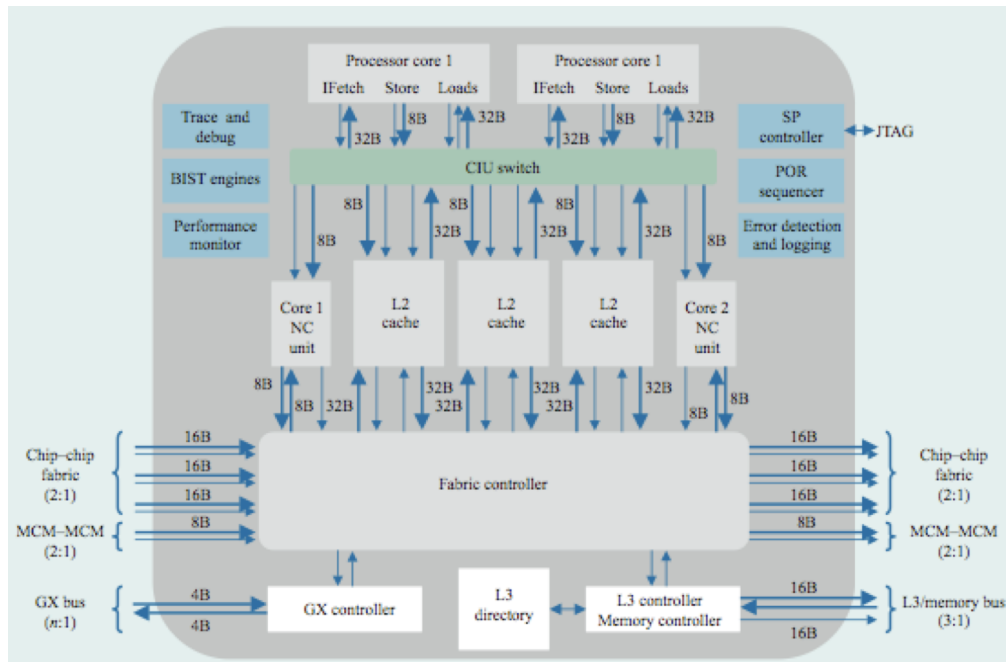 Processor core 1
Processor core 1
IFetch Store Loads
IFetch Store Loads
8B
32B
32B
8B
32B
32B
Trace and
debug
SP
controller
JTAG
CIU switch
BIST engines
POR
sequencer
8B
8B
8B
Performance
monitor
8B
32B
32B
32B
8B
Error detection
and logging
Core 1
NC
unit
L2
cache
L2
cache
L2
cache
Core 2
NC
unit
8B
8B
32B
32B
32B
32B
32B
32B
8B
8B
Chip–chip
fabric
(2:1)
16B
16B
16B
Fabric controller
16B
16B
16B
Chip–chip
fabric
(2:1)
MCM–MCM
(2:1)
8B
8B
MCM–MCM
(2:1)
GX bus
(n:1)
4B
4B
GX controller
L3
directory
L3 controller
Memory controller
16B
16B
L3/memory bus
(3:1)